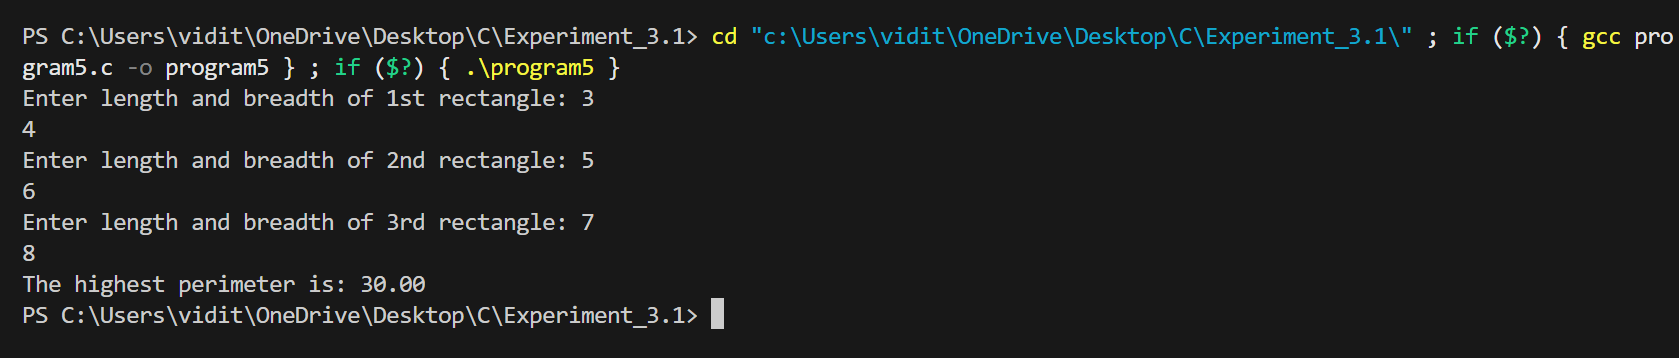 PS C:\Users\vidit\OneDrive\Desktop\C\Experiment_3.1> cd "c:\Users\vidit\OneDrive\Desktop\C\Experiment_3.1\" ; if ($?) { gcc pro
gram5.c -o program5 } ; if ($?) { .\program5 }
Enter length and breadth of 1st rectangle: 3
4
Enter length and breadth of 2nd rectangle: 5
6
Enter length and breadth of 3rd rectangle: 7
8
The highest perimeter is: 30.00
PS C:\Users\vidit\OneDrive\Desktop\C\Experiment_3.1>